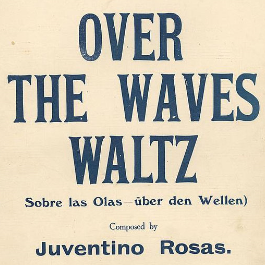 OVER
THE WAVES
WALTZ
Sobre las Olas—über den Wellen)
Composed by
Juventino Rosas.